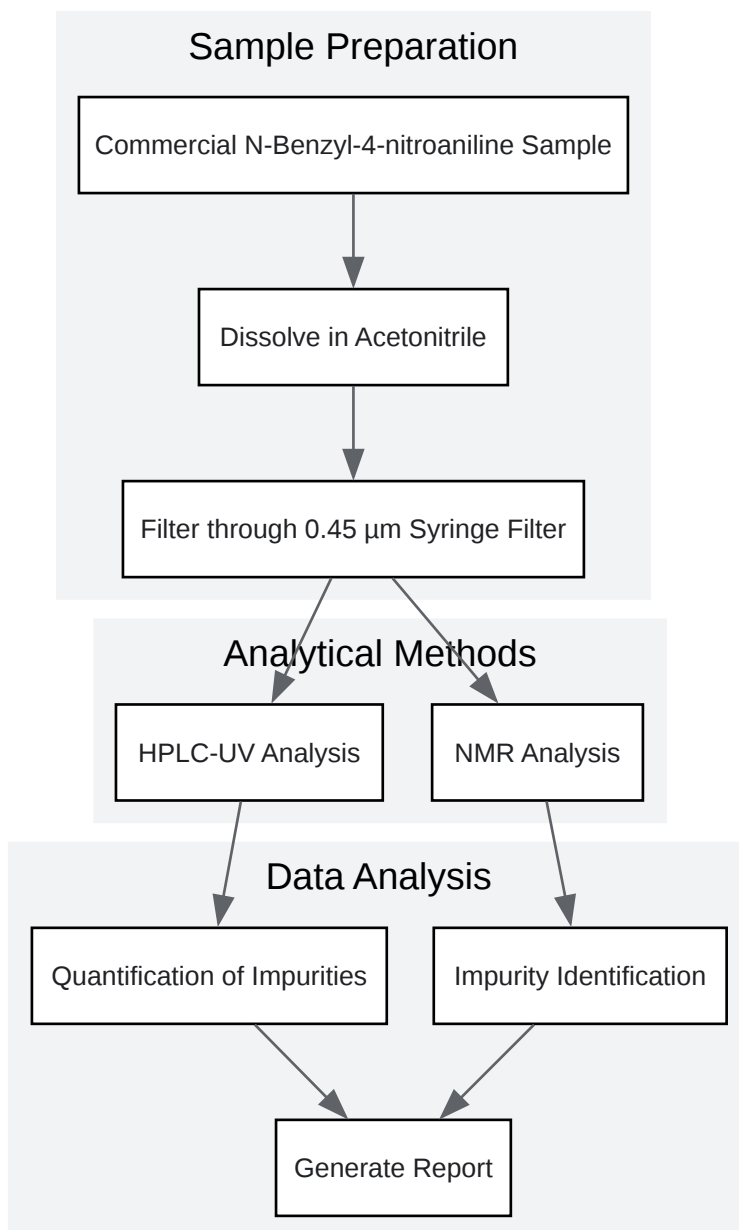 Sample Preparation
Commercial N-Benzyl-4-nitroaniline Sample
Dissolve in Acetonitrile
Filter through 0.45 µm Syringe Filter
Analytical Methods
HPLC-UV Analysis
NMR Analysis
Data Analysis
Quantification of Impurities
Impurity Identification
Generate Report